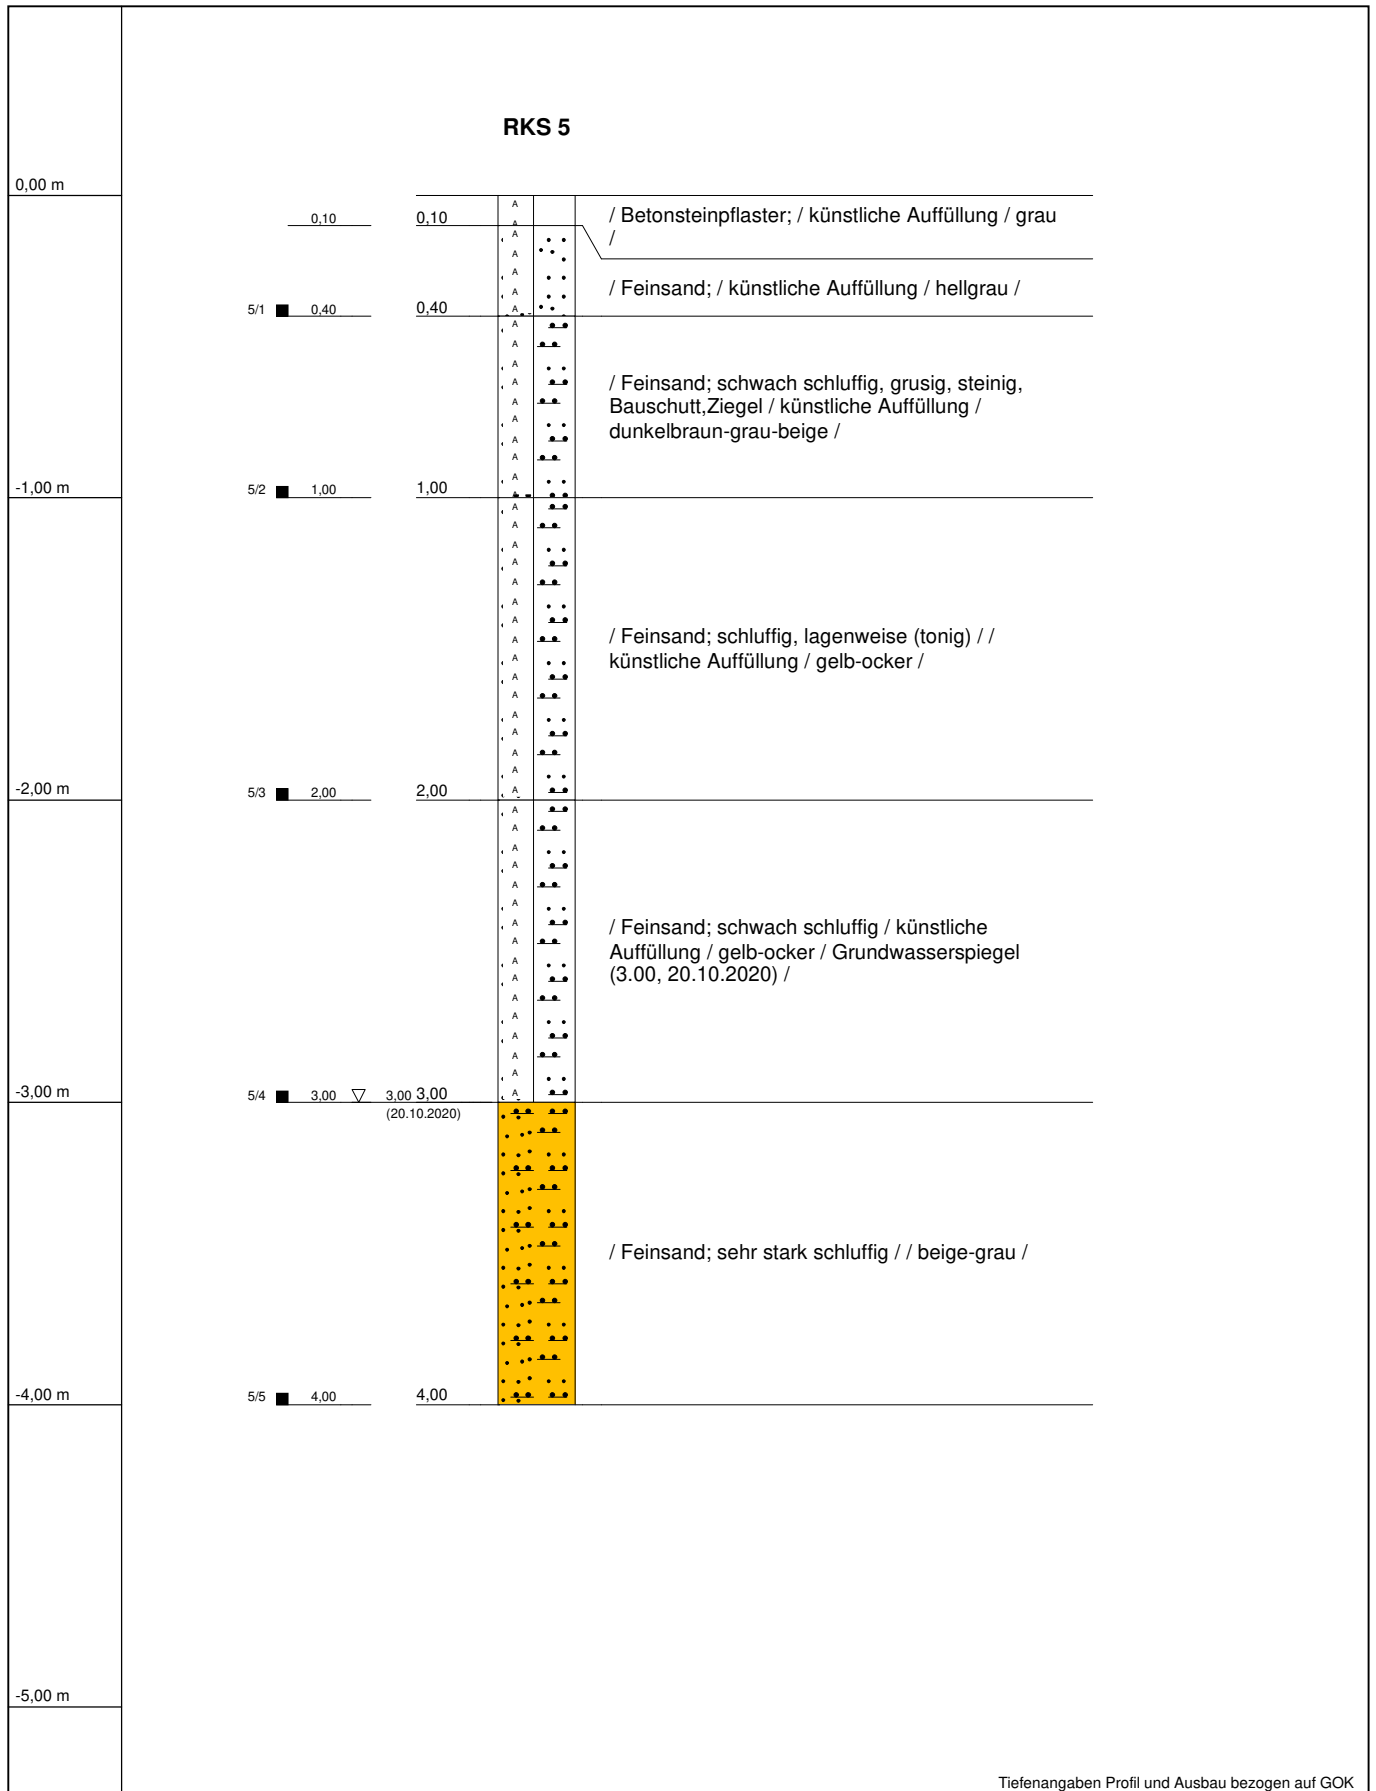 RKS 5
0,00 m
0,10 0,10
/ Betonsteinpflaster; / künstliche Auffüllung / grau
/
/ Feinsand; / künstliche Auffüllung / hellgrau /
5/1 0,40 0,40
/ Feinsand; schwach schluffig, grusig, steinig,
Bauschutt,Ziegel / künstliche Auffüllung /
dunkelbraun-grau-beige /
-1,00 m 5/2 1,00 1,00
/ Feinsand; schluffig, lagenweise (tonig) / /
künstliche Auffüllung / gelb-ocker /
-2,00 m 5/3 2,00 2,00
/ Feinsand; schwach schluffig / künstliche
Auffüllung / gelb-ocker / Grundwasserspiegel
(3.00, 20.10.2020) /
-3,00 m 5/4 3,00 3,00 3,00
(20.10.2020)
/ Feinsand; sehr stark schluffig / / beige-grau /
-4,00 m 5/5 4,00 4,00
-5,00 m
Tiefenangaben Profil und Ausbau bezogen auf GOK